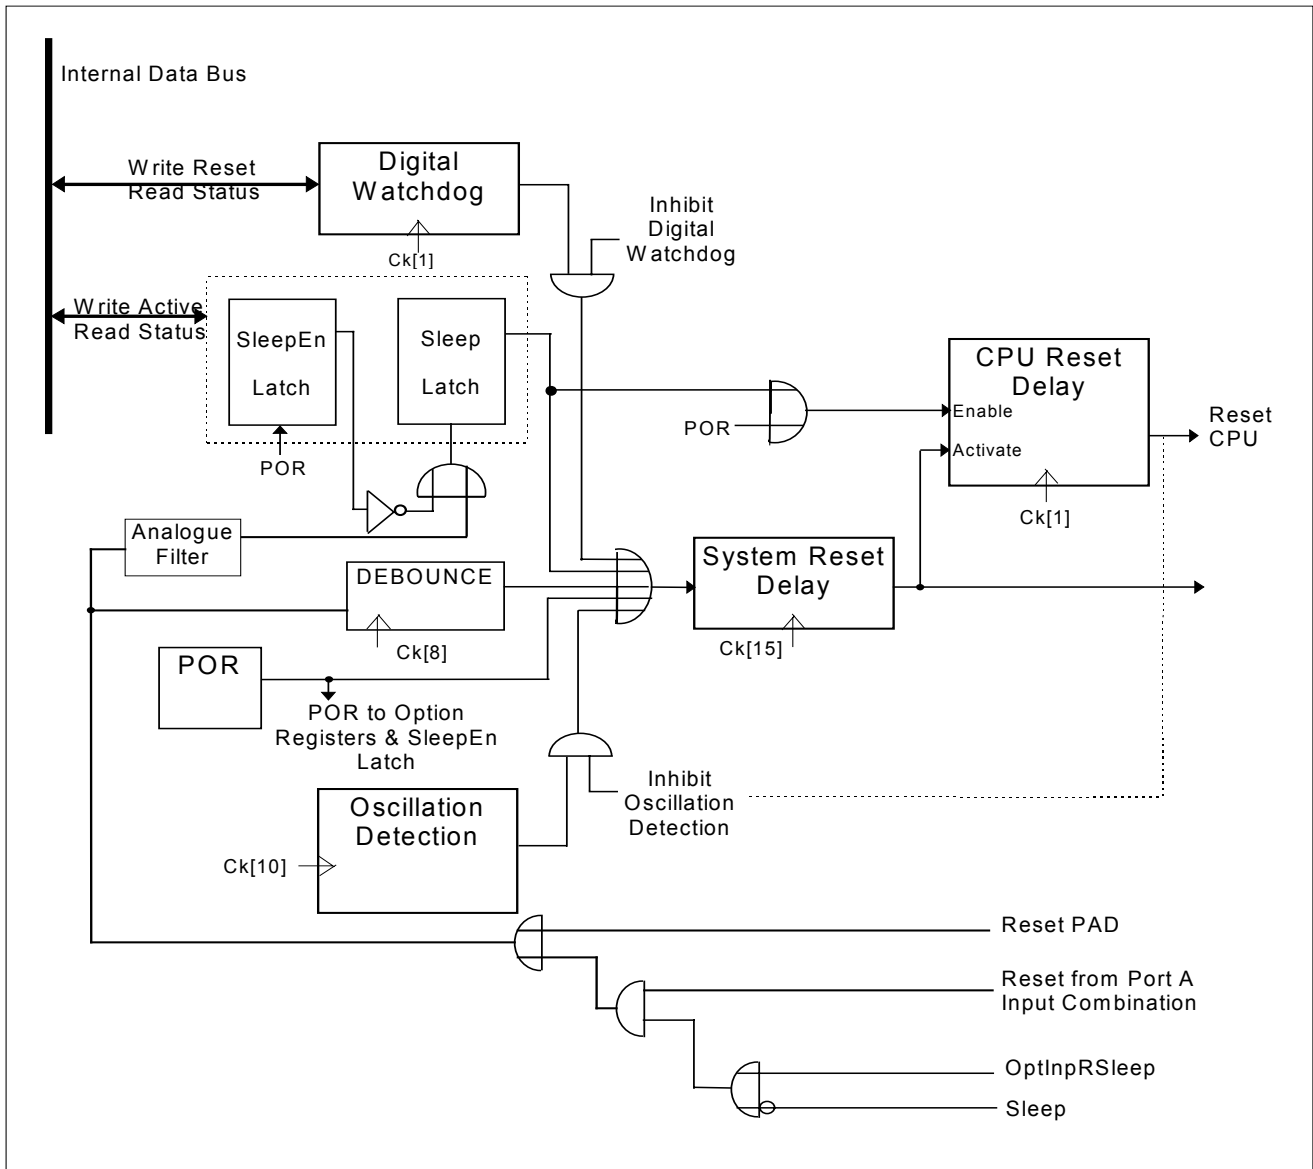 Internal Data Bus
Write Reset
Read Status
Digital
Watchdog
Ck[1]
Inhibit
Digital
Watchdog
Write Active
Read Status
SleepEn
Latch
Sleep
Latch
POR
CPU Reset
Delay
Enable
Activate
Ck[1]
Reset
CPU
POR
Analogue
Filter
DEBOUNCE
Ck[8]
System Reset
Delay
Ck[15]
POR
POR to Option
Registers & SleepEn
Latch
Inhibit
Oscillation
Detection
Oscillation
Detection
Ck[10]
Reset PAD
Reset from Port A
Input Combination
OptInpRSleep
Sleep